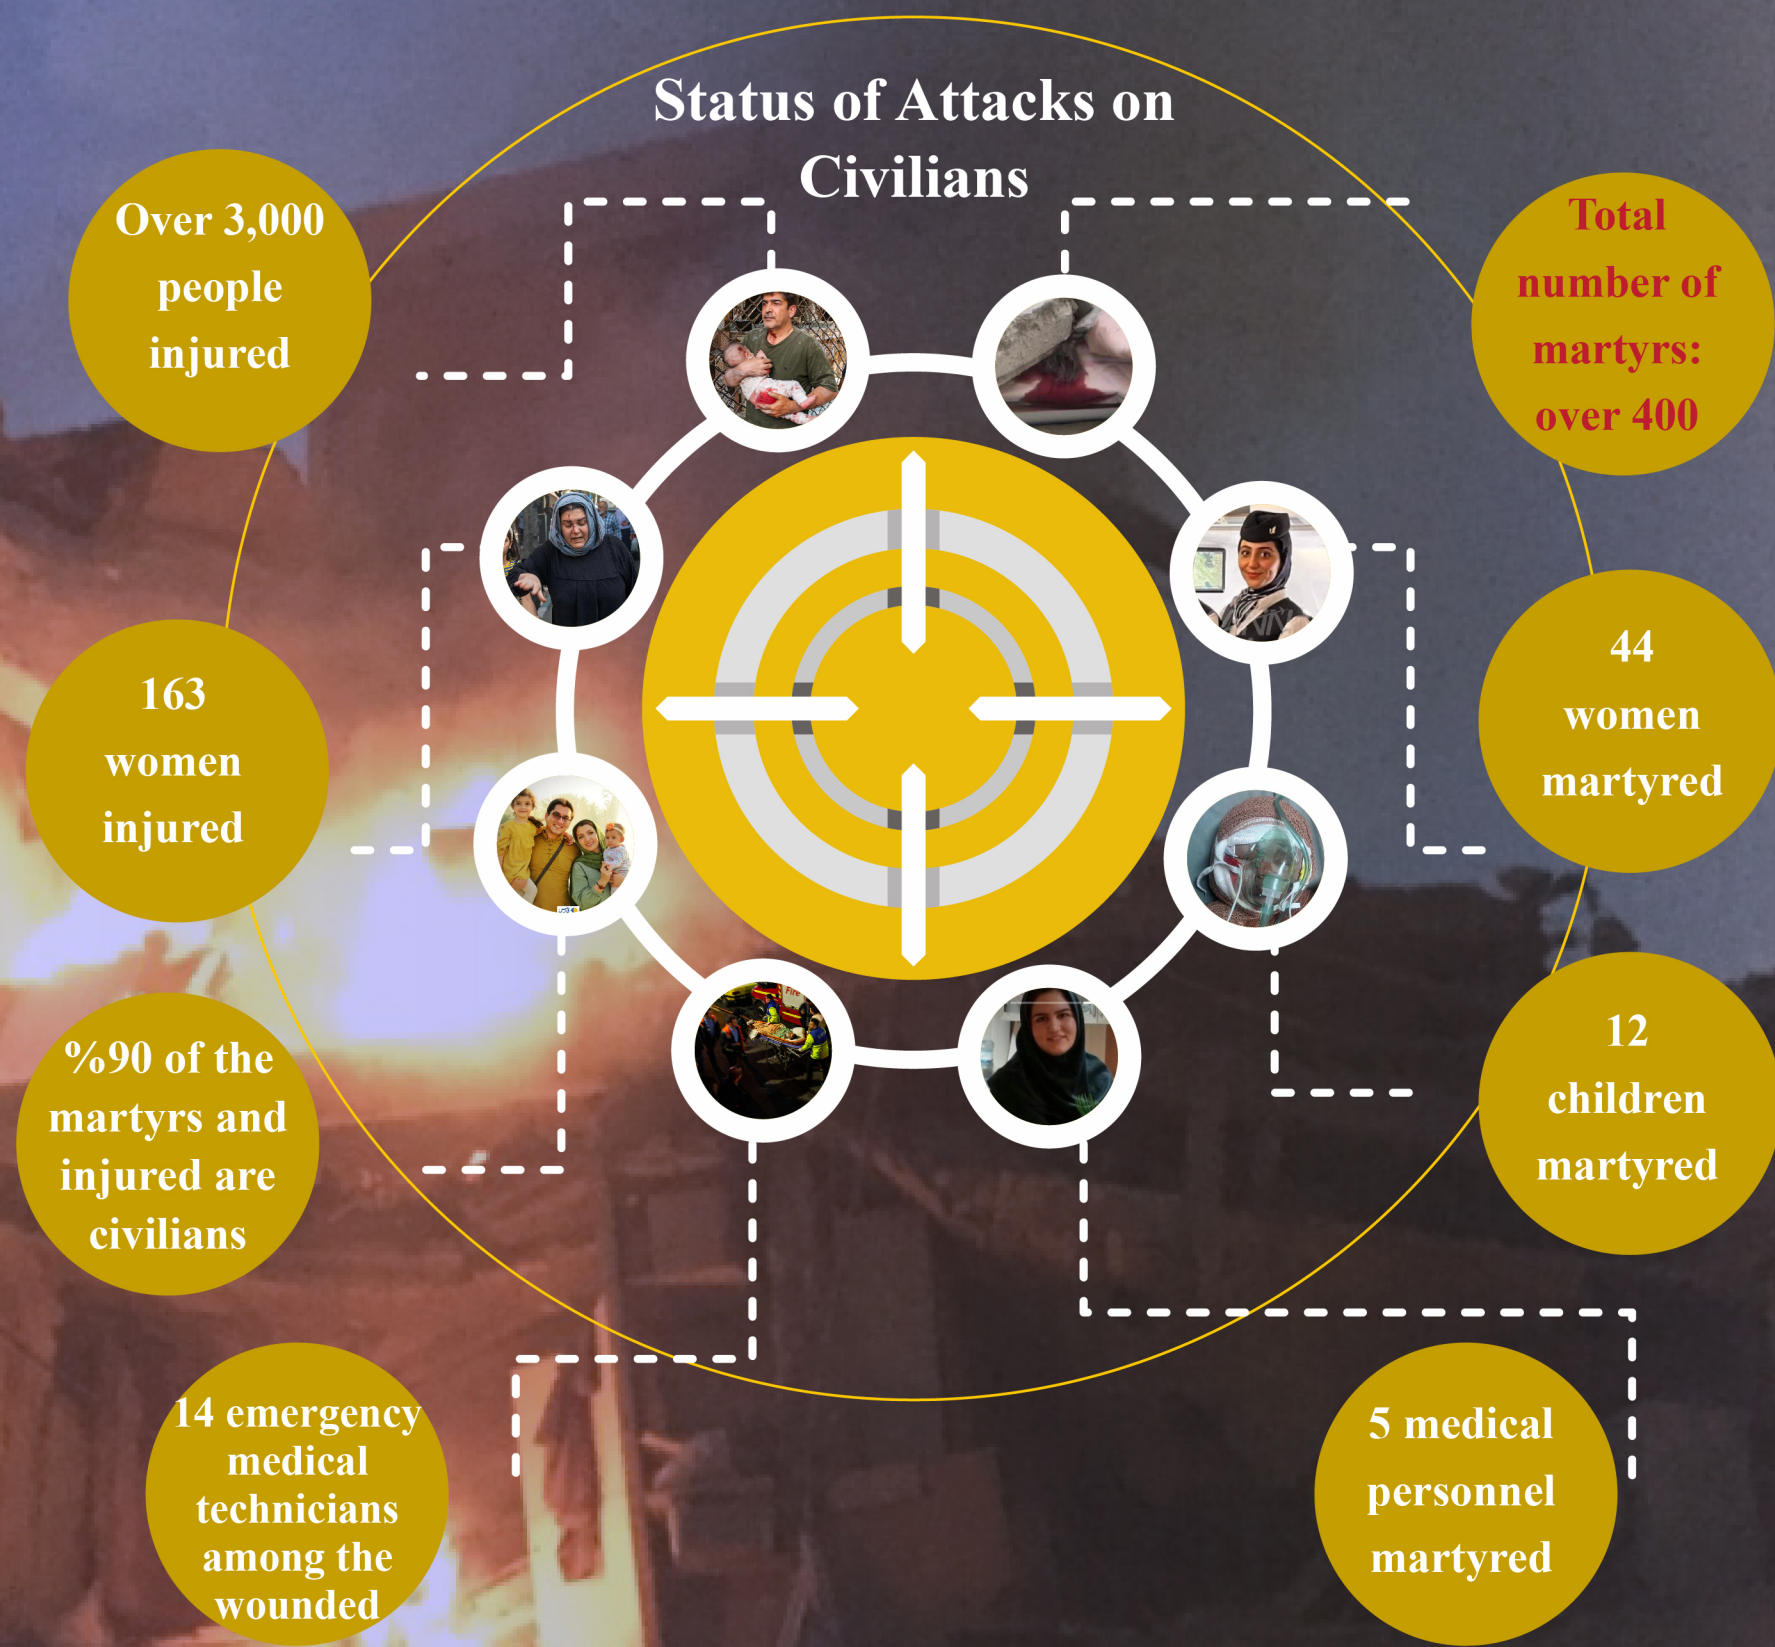 Status of Attacks on
Civilians
Over 3,000
people
injured
Total
number of
martyrs:
over 400
163
women
injured
44
women
martyred
%90 of the
martyrs and
injured are
civilians
12
children
martyred
14 emergency
medical
technicians
among the
wounded
5 medical
personnel
martyred
Fire